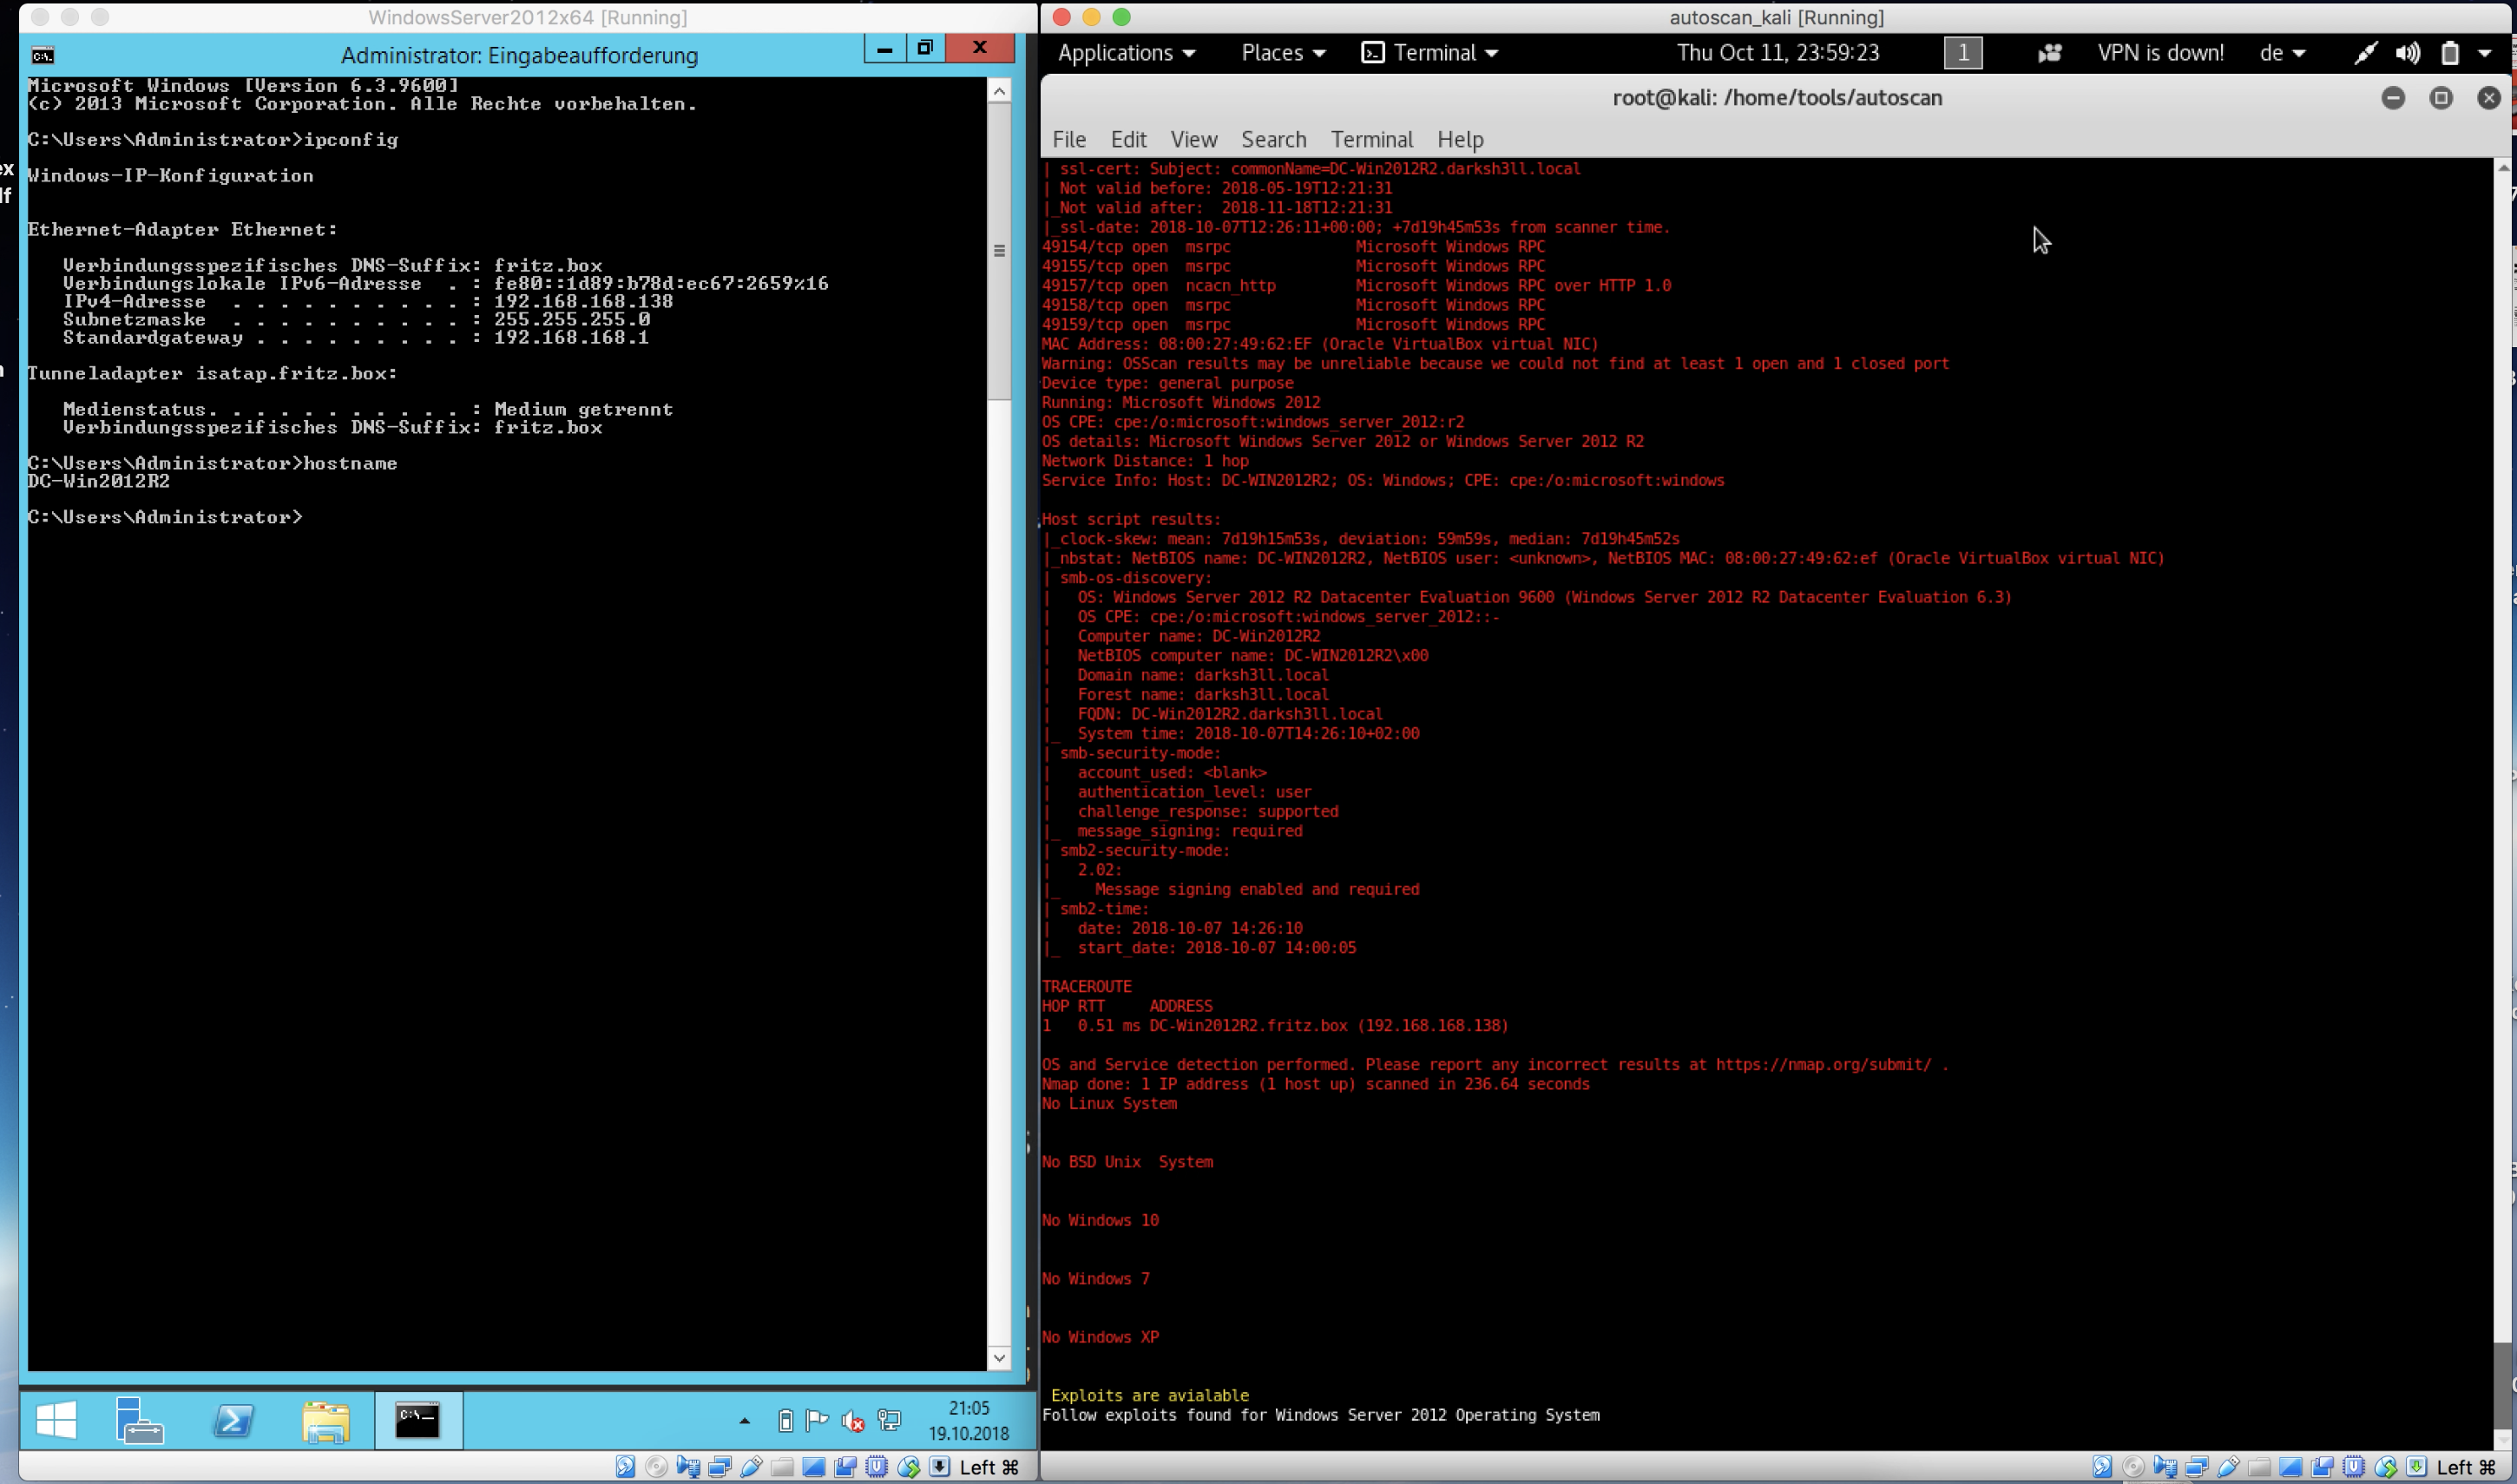 WindowsServer2012x64 [Running]
Administrator: Eingabeaufforderung
Microsoft Windows [Version 6.3.9600]
(c) 2013 Microsoft Corporation. Alle Rechte vorbehalten.
C:\Users\Administrator>ipconfig
Windows-IP-Konfiguration
Ethernet-Adapter Ethernet:
Verbindungsspezifisches DNS-Suffix: fritz.box
Verbindungslokale IPv6-Adresse  . : fe80::1d89:b78d:ec67:2659%16
IPv4-Adresse  . . . . . . . . . . : 192.168.168.138
Subnetzmaske  . . . . . . . . . . : 255.255.255.0
Standardgateway . . . . . . . . . : 192.168.168.1
Tunneladapter isatap.fritz.box:
Medienstatus. . . . . . . . . . . : Medium getrennt
Verbindungsspezifisches DNS-Suffix: fritz.box
C:\Users\Administrator>hostname
DC-Win2012R2
C:\Users\Administrator>
21:05
19.10.2018
Left ⌘
autoscan_kali [Running]
Applications Places Terminal Thu Oct 11, 23:59:23 1 VPN is down! de
root@kali: /home/tools/autoscan
File Edit View Search Terminal Help
| ssl-cert: Subject: commonName=DC-Win2012R2.darksh3ll.local
| Not valid before: 2018-05-19T12:21:31
|_Not valid after:  2018-11-18T12:21:31
|_ssl-date: 2018-10-07T12:26:11+00:00; +7d19h45m53s from scanner time.
49154/tcp open  msrpc              Microsoft Windows RPC
49155/tcp open  msrpc              Microsoft Windows RPC
49157/tcp open  ncacn_http         Microsoft Windows RPC over HTTP 1.0
49158/tcp open  msrpc              Microsoft Windows RPC
49159/tcp open  msrpc              Microsoft Windows RPC
MAC Address: 08:00:27:49:62:EF (Oracle VirtualBox virtual NIC)
Warning: OSScan results may be unreliable because we could not find at least 1 open and 1 closed port
Device type: general purpose
Running: Microsoft Windows 2012
OS CPE: cpe:/o:microsoft:windows_server_2012:r2
OS details: Microsoft Windows Server 2012 or Windows Server 2012 R2
Network Distance: 1 hop
Service Info: Host: DC-WIN2012R2; OS: Windows; CPE: cpe:/o:microsoft:windows
Host script results:
|_clock-skew: mean: 7d19h15m53s, deviation: 59m59s, median: 7d19h45m52s
|_nbstat: NetBIOS name: DC-WIN2012R2, NetBIOS user: <unknown>, NetBIOS MAC: 08:00:27:49:62:ef (Oracle VirtualBox virtual NIC)
| smb-os-discovery:
|   OS: Windows Server 2012 R2 Datacenter Evaluation 9600 (Windows Server 2012 R2 Datacenter Evaluation 6.3)
|   OS CPE: cpe:/o:microsoft:windows_server_2012::-
|   Computer name: DC-Win2012R2
|   NetBIOS computer name: DC-WIN2012R2\x00
|   Domain name: darksh3ll.local
|   Forest name: darksh3ll.local
|   FQDN: DC-Win2012R2.darksh3ll.local
|_  System time: 2018-10-07T14:26:10+02:00
| smb-security-mode:
|   account_used: <blank>
|   authentication_level: user
|   challenge_response: supported
|_  message_signing: required
| smb2-security-mode:
|   2.02:
|_    Message signing enabled and required
| smb2-time:
|   date: 2018-10-07 14:26:10
|_  start_date: 2018-10-07 14:00:05
TRACEROUTE
HOP RTT     ADDRESS
1   0.51 ms DC-Win2012R2.fritz.box (192.168.168.138)
OS and Service detection performed. Please report any incorrect results at https://nmap.org/submit/ .
Nmap done: 1 IP address (1 host up) scanned in 236.64 seconds
No Linux System
No BSD Unix  System
No Windows 10
No Windows 7
No Windows XP
Exploits are avialable
Follow exploits found for Windows Server 2012 Operating System
Left ⌘